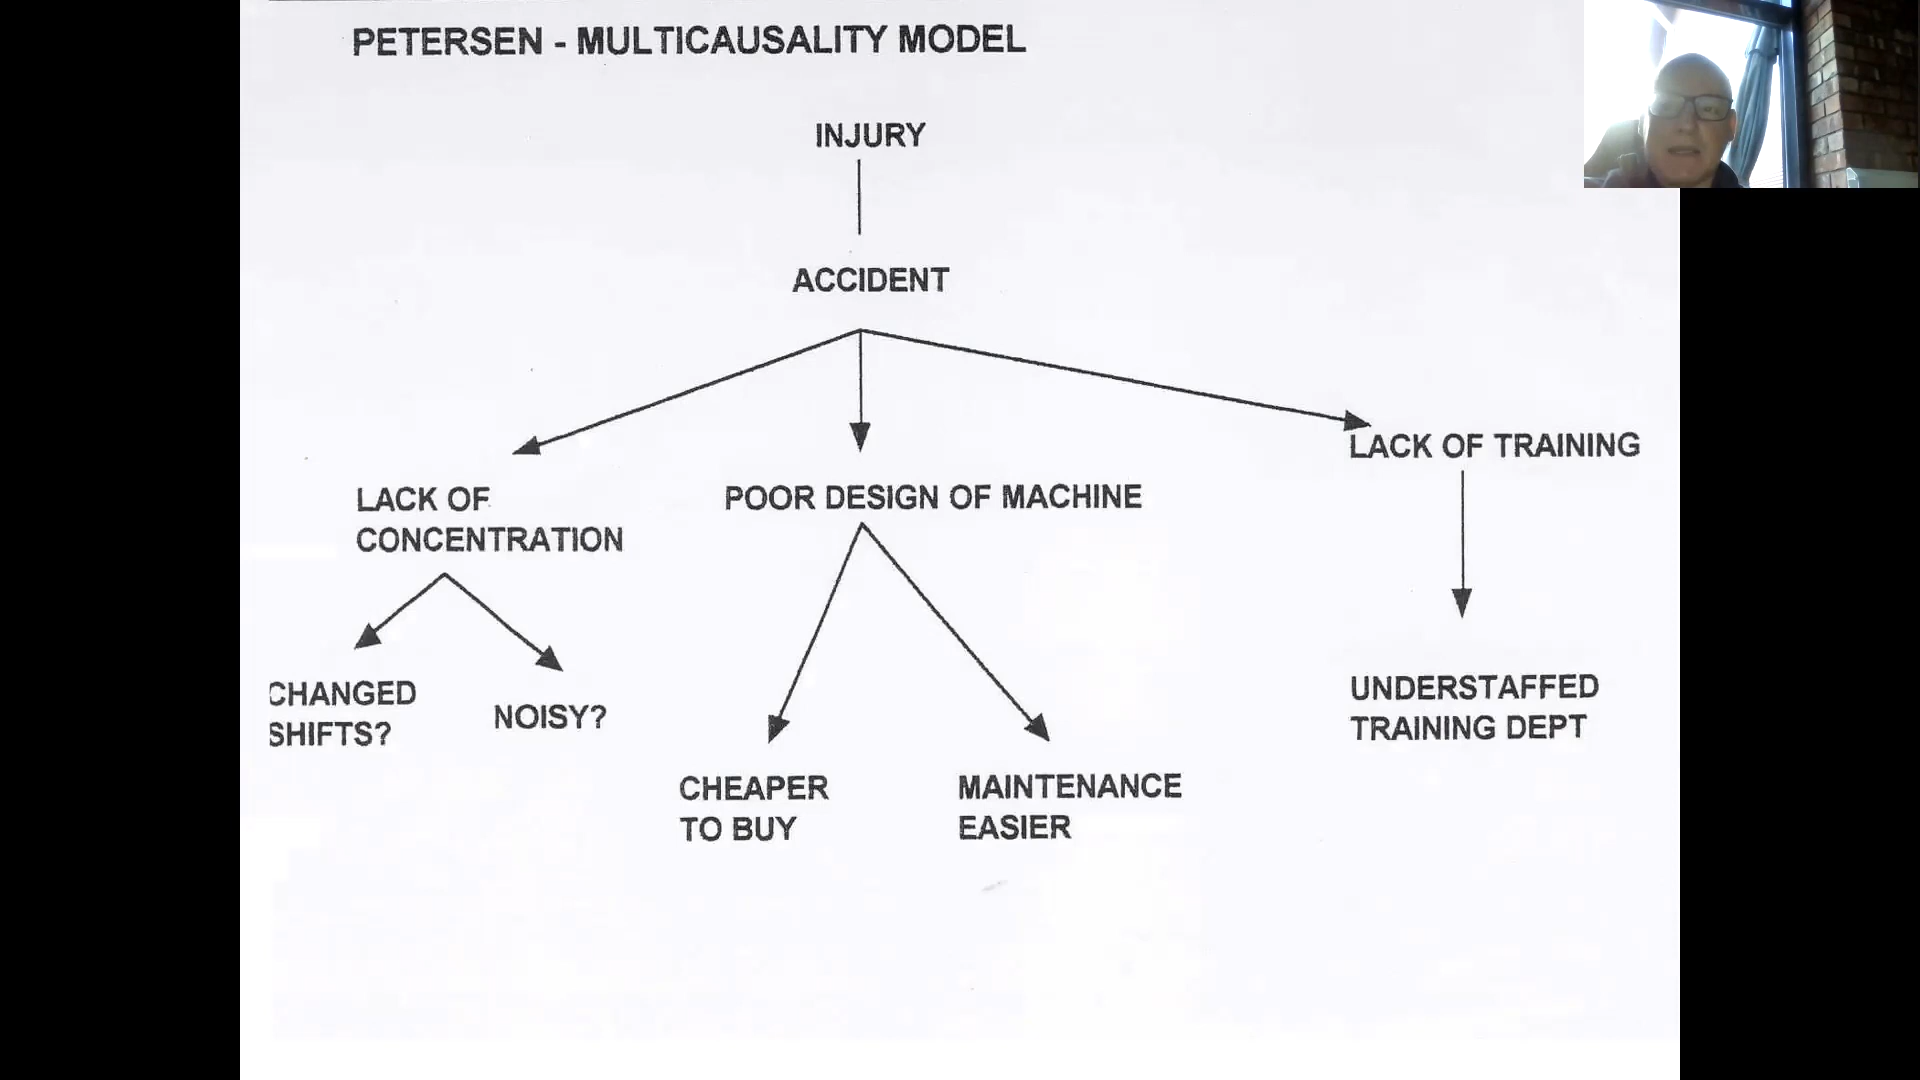 PETERSEN - MULTICAUSALITY MODEL
INJURY
ACCIDENT
LACK OF
CONCENTRATION
POOR DESIGN OF MACHINE
LACK OF TRAINING
CHANGED
SHIFTS?
NOISY?
CHEAPER
TO BUY
MAINTENANCE
EASIER
UNDERSTAFFED
TRAINING DEPT